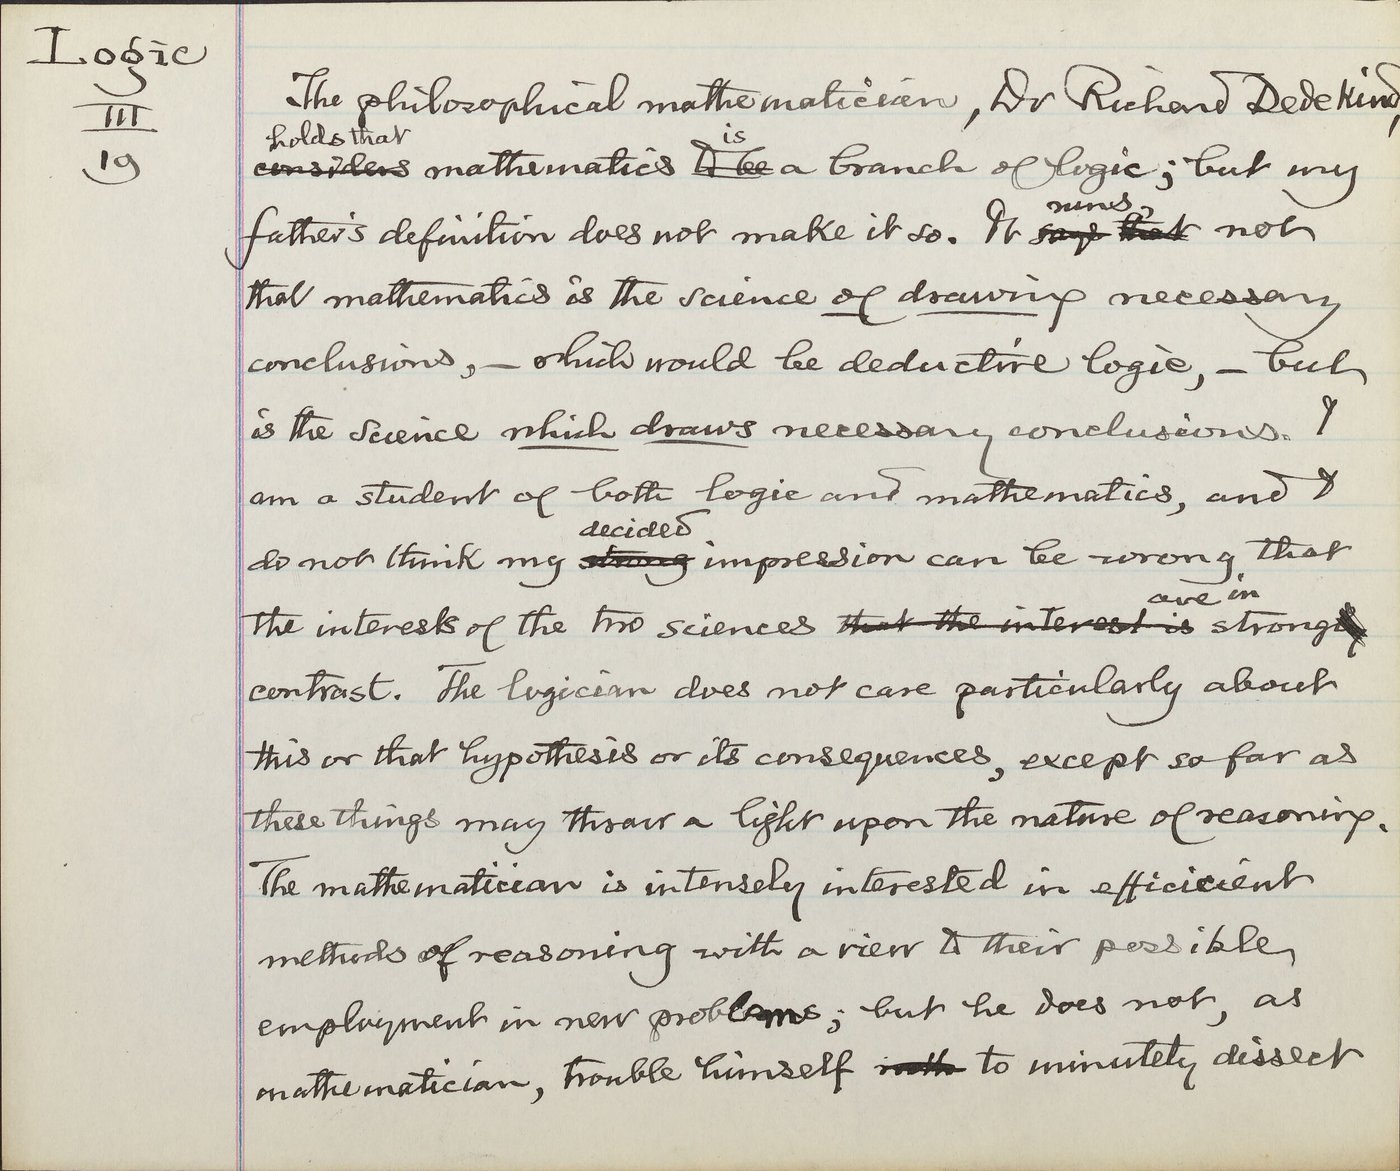 Logic
III
19
The philosophical mathematician, Dr Richard Dedekind,
holds that is
considers mathematics to be a branch of logic; but my
runs,
father's definition does not make it so. It says that not
that mathematics is the science of drawing necessary
conclusions, – which would be deductive logic, – but
is the science which draws necessary conclusions. I
am a student of both logic and mathematics, and I
decided
do not think my strong impression can be wrong that
are in
the interests of the two sciences that the interest is strong
contrast. The logician does not care particularly about
this or that hypothesis or its consequences, except so far as
these things may throw a light upon the nature of reasoning.
The mathematician is intensely interested in efficient
methods of reasoning with a view to their possible
employment in new problems; but he does not, as
mathematician, trouble himself to minutely dissect